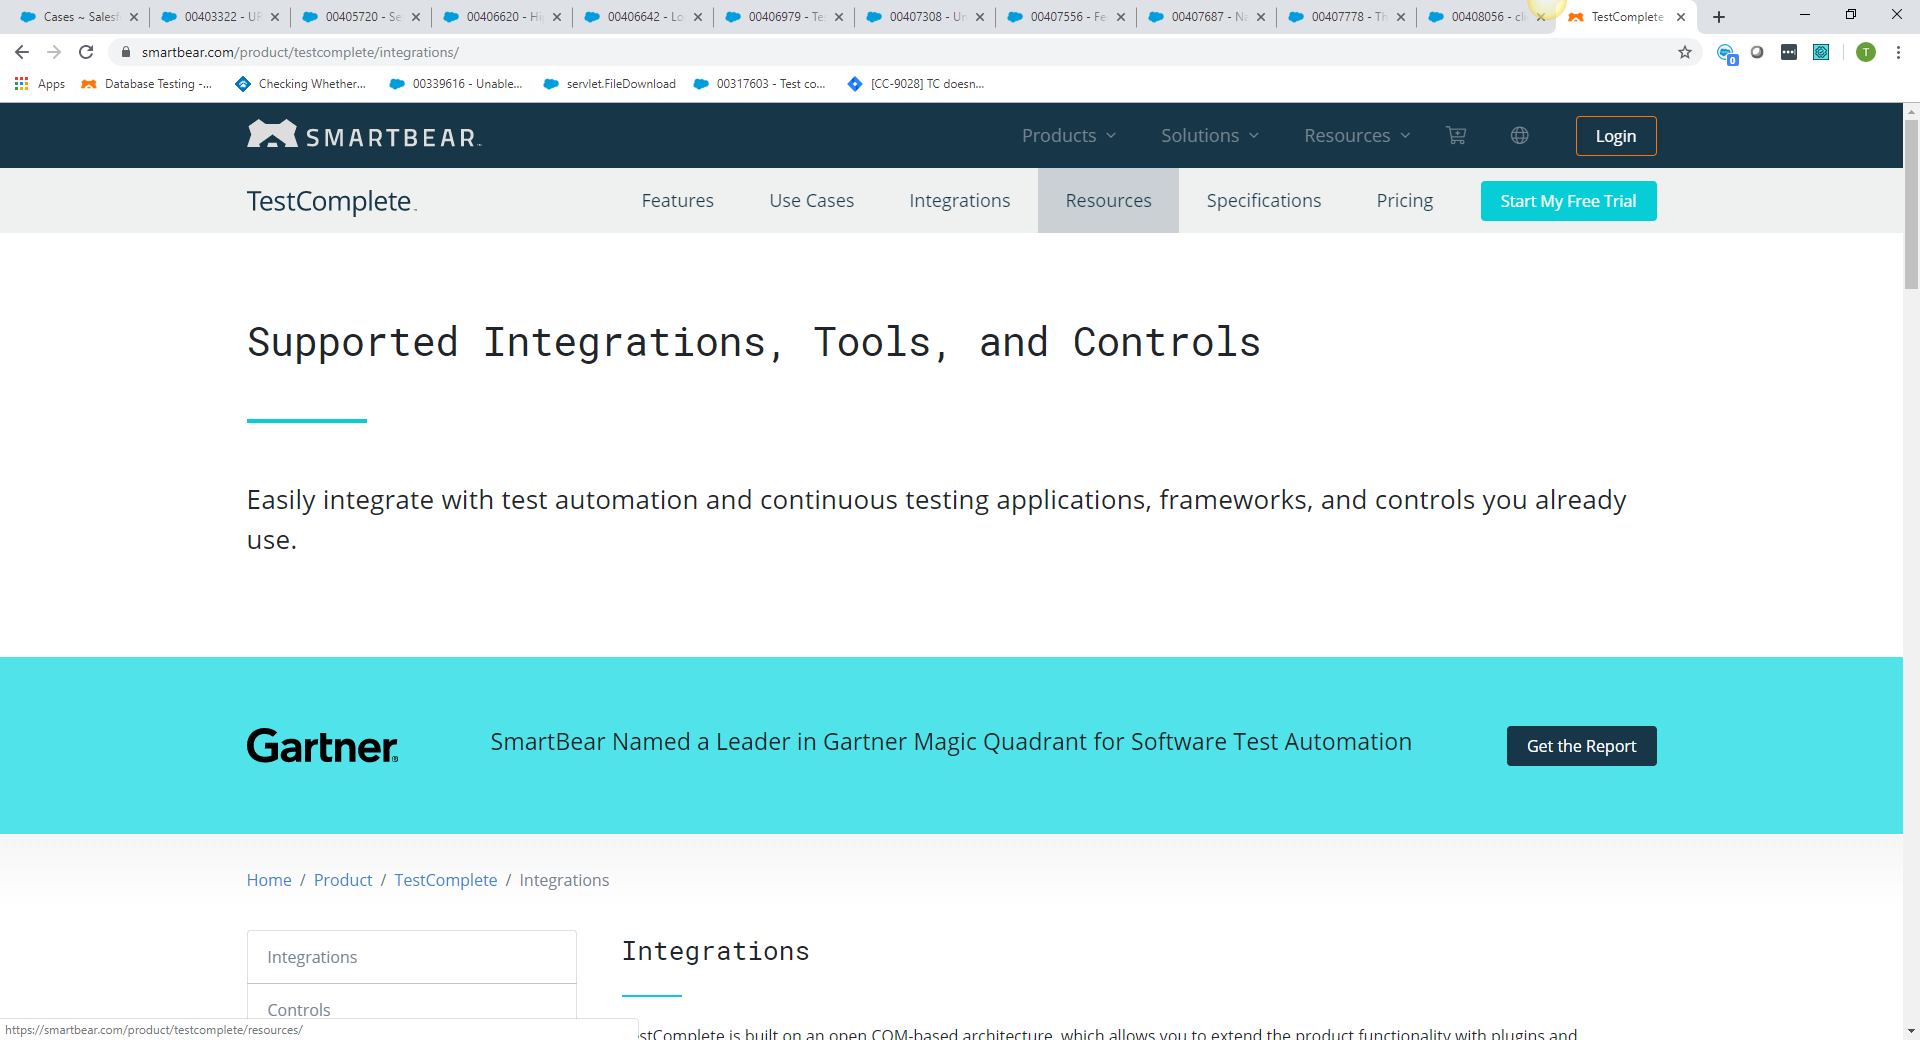 Cases ~ Salesf
00403322 - UF
00405720 - Se
00406620 - Hi
00406642 - Lo
00406979 - Te
00407308 - Un
00407556 - Fe
00407687 - Na
00407778 - Th
00408056 - cl
TestComplete
smartbear.com/product/testcomplete/integrations/
0
T
Apps
Database Testing -...
Checking Whether...
00339616 - Unable...
servlet.FileDownload
00317603 - Test co...
[CC-9028] TC doesn...
SMARTBEAR
Products
Solutions
Resources
Login
TestComplete
Features
Use Cases
Integrations
Resources
Specifications
Pricing
Start My Free Trial
Supported Integrations, Tools, and Controls
Easily integrate with test automation and continuous testing applications, frameworks, and controls you already
use.
Gartner®
SmartBear Named a Leader in Gartner Magic Quadrant for Software Test Automation
Get the Report
Home / Product / TestComplete / Integrations
Integrations
Controls
Integrations
stComplete is built on an open COM-based architecture, which allows you to extend the product functionality with plugins and
https://smartbear.com/product/testcomplete/resources/